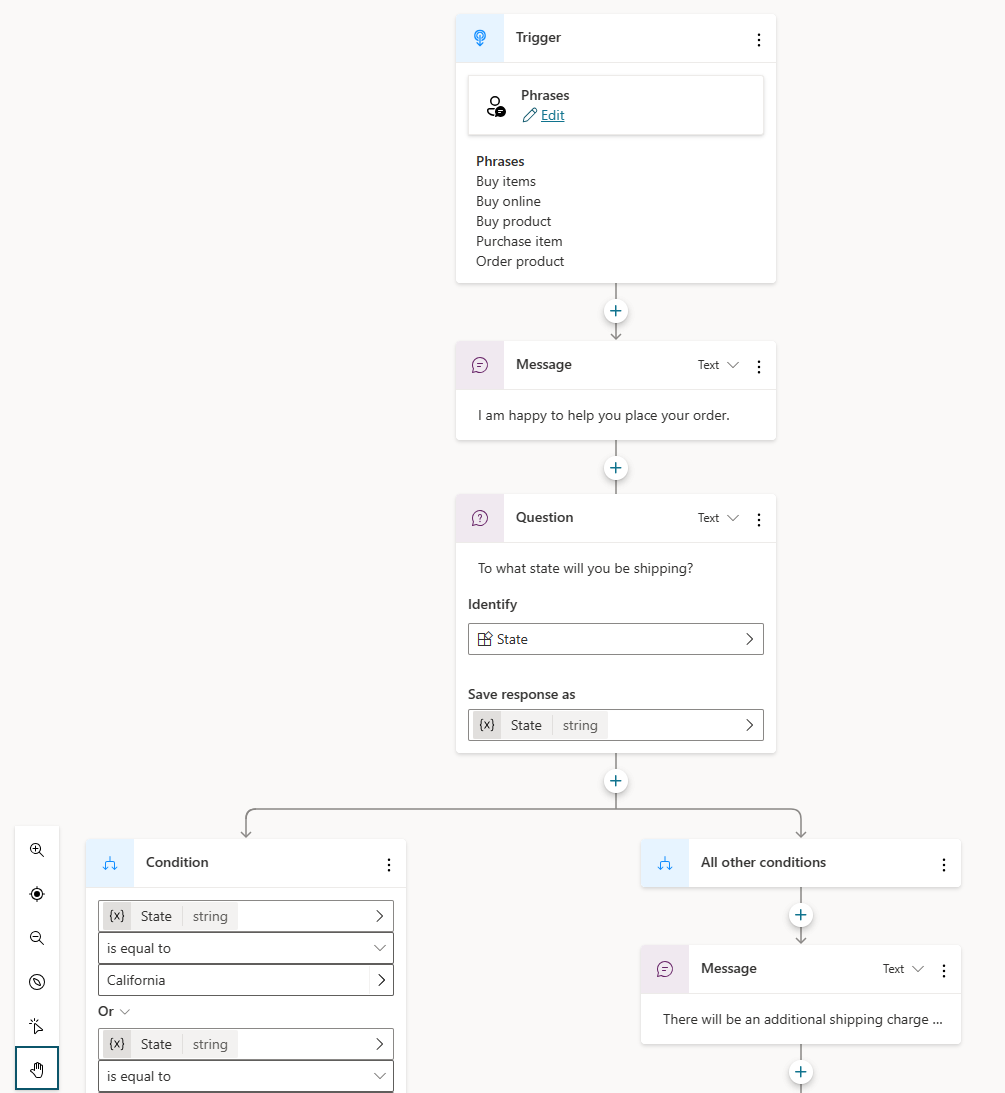 Trigger
Phrases
Edit
Phrases
Buy items
Buy online
Buy product
Purchase item
Order product
Message Text
I am happy to help you place your order.
Question Text
To what state will you be shipping?
Identify
State
Save response as
{x} State string
Condition
{x} State string
is equal to
California
Or
{x} State string
is equal to
All other conditions
Message Text
There will be an additional shipping charge ...